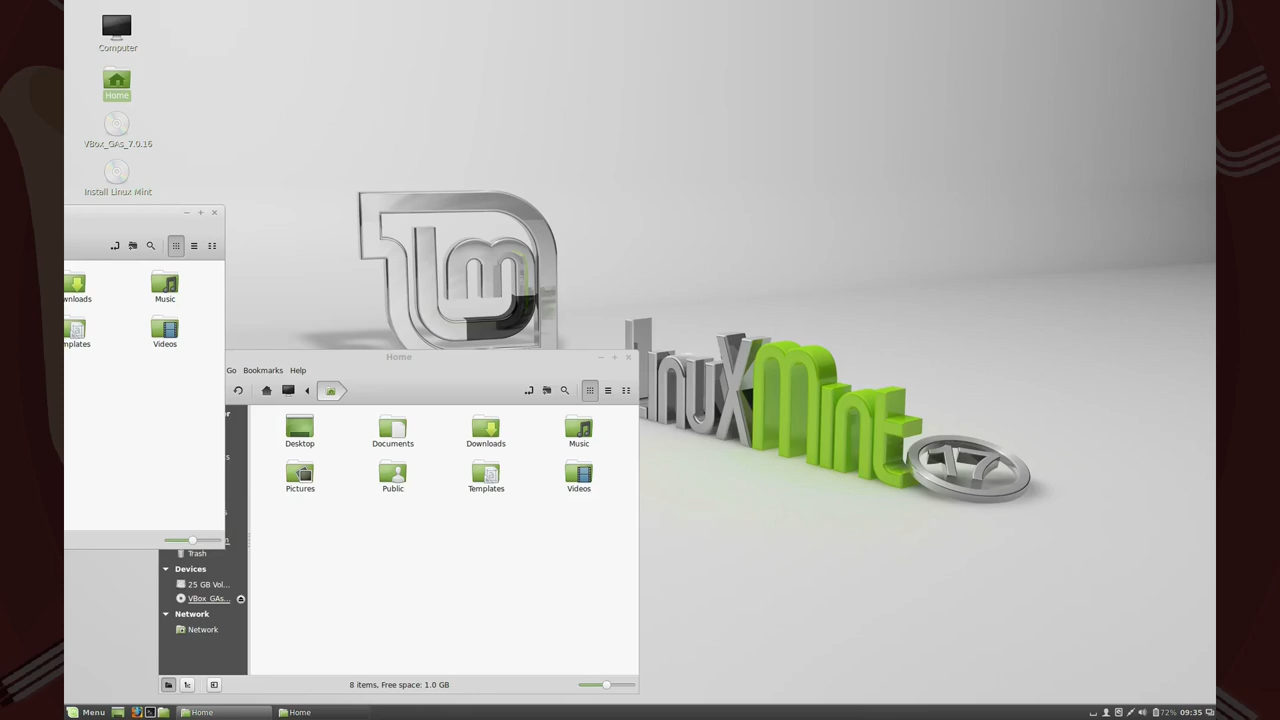 Computer
Home
VBox_GAs_7.0.16
Install Linux Mint
wnloads
Music
mplates
Videos
Home
Go Bookmarks Help
Desktop
Documents
Downloads
Music
Pictures
Public
Templates
Videos
Trash
Devices
25 GB Vol...
VBox_GAs...
Network
Network
8 items, Free space: 1.0 GB
LinuxMint
17
Menu
Home
Home
72%
09:35